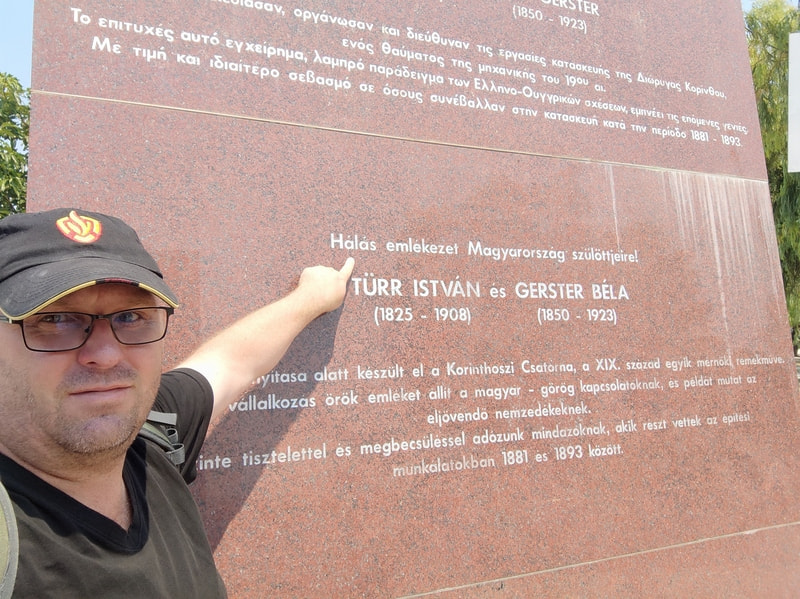 οργάνωσαν και διεύθυναν τις εργασίες κατασκευής της Διώρυγας Κορίνθου,
GERSTER
(1850 - 1923)
ενός θαύματος της μηχανικής του 19ου αι.
Το επιτυχές αυτό εγχείρημα, λαμπρό παράδειγμα των Ελληνο-Ουγγρικών σχέσεων, εμπνέει τις επόμενες γενιές.
Με τιμή και ιδιαίτερο σεβασμό σε όσους συνέβαλλαν στην κατασκευή κατά την περίοδο 1881 - 1893.
Hálás emlékezet Magyarország szülöttjeire!
TÜRR ISTVÁN és GERSTER BÉLA
(1825 - 1908) (1850 - 1923)
alatt készült el a Korinthoszi Csatorna, a XIX. század egyik mérnöki remekműve.
vállalkozas örök emléket állit a magyar - görög kapcsolatoknak, és példát mutat az
eljövendő nemzedékeknek.
tisztelettel és megbecsüléssel adózunk mindazoknak, akik részt vettek az építési
munkálatokban 1881 és 1893 között.